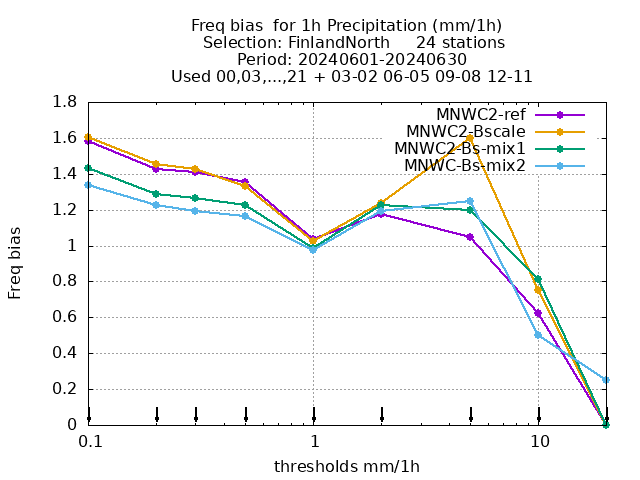 Freq bias  for 1h Precipitation (mm/1h)
Selection: FinlandNorth     24 stations
Period: 20240601-20240630
Used 00,03,...,21 + 03-02 06-05 09-08 12-11
MNWC2-ref
MNWC2-Bscale
MNWC2-Bs-mix1
MNWC-Bs-mix2
1.8
1.6
1.4
1.2
1
0.8
0.6
0.4
0.2
0
Freq bias
0.1 1 10
thresholds mm/1h